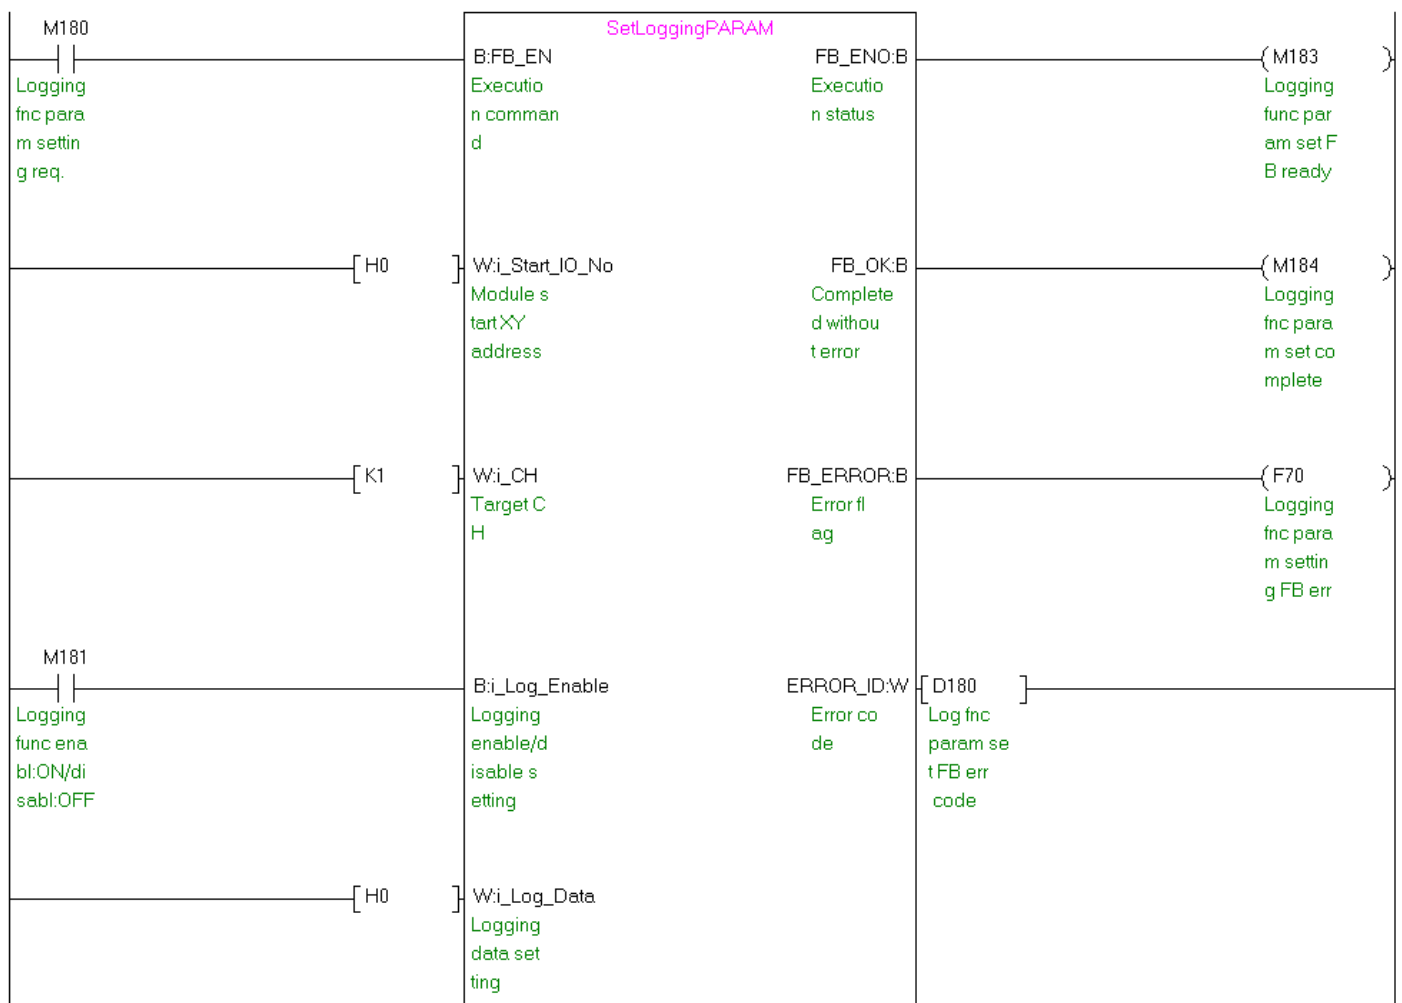 M180
SetLoggingPARAM
B:FB_EN
FB_ENO:B
M183
Logging
fnc para
m settin
g req.
Executio
n comman
d
Executio
n status
Logging
func par
am set F
B ready
H0
W:i_Start_IO_No
FB_OK:B
M184
Module s
tart XY
address
Complete
d withou
t error
Logging
fnc para
m set co
mplete
K1
W:i_CH
FB_ERROR:B
F70
Target C
H
Error fl
ag
Logging
fnc para
m settin
g FB err
M181
B:i_Log_Enable
ERROR_ID:W
D180
Logging
func ena
bl:ON/di
sabl:OFF
Logging
enable/d
isable s
etting
Error co
de
Log fnc
param se
t FB err
code
H0
W:i_Log_Data
Logging
data set
ting